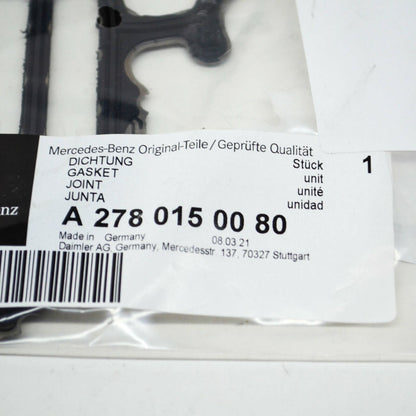 Mercedes-Benz Original-Teile/Geprüfte Qualität
DICHTUNG Stück 1
GASKET unit
JOINT unité
JUNTA unidad
A 278 015 00 80
Made in Germany 08.03.21
Daimler AG, Germany, Mercedesstr. 137, 70327 Stuttgart
nz